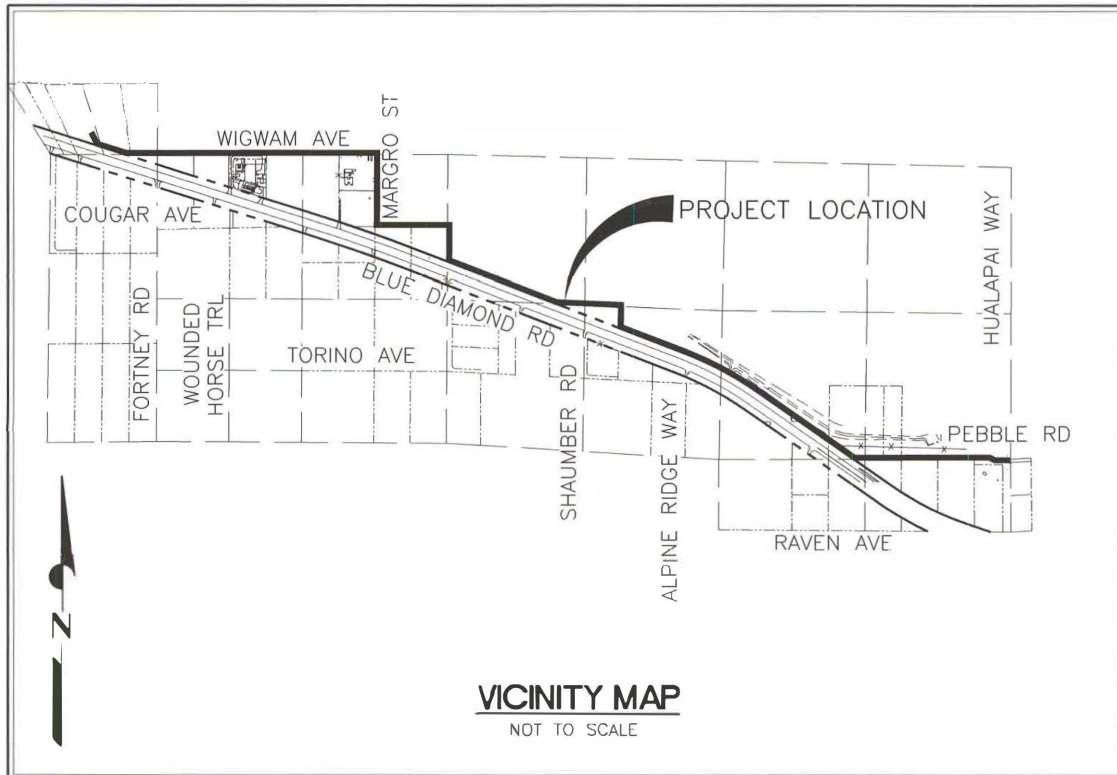 MARGRO ST
WIGWAM AVE
PROJECT LOCATION
COUGAR AVE
HUALAPAI WAY
BLUE DIAMOND RD
FORTNEY RD
WOUNDED
HORSE TRL
TORINO AVE
SHAUMBER RD
ALPINE RIDGE WAY
PEBBLE RD
RAVEN AVE
N
VICINITY MAP
NOT TO SCALE